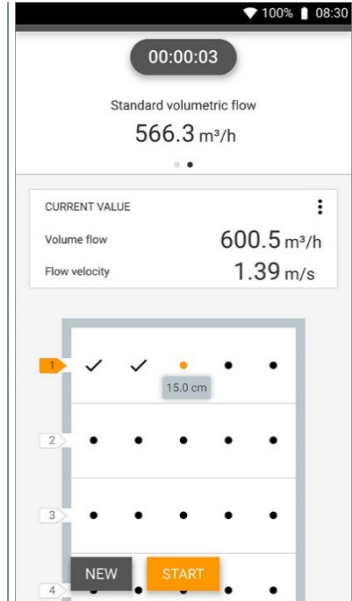 100% 08:30
00:00:03
Standard volumetric flow
566.3 m³/h
CURRENT VALUE
Volume flow 600.5 m³/h
Flow velocity 1.39 m/s
1
15.0 cm
2
3
4
NEW START